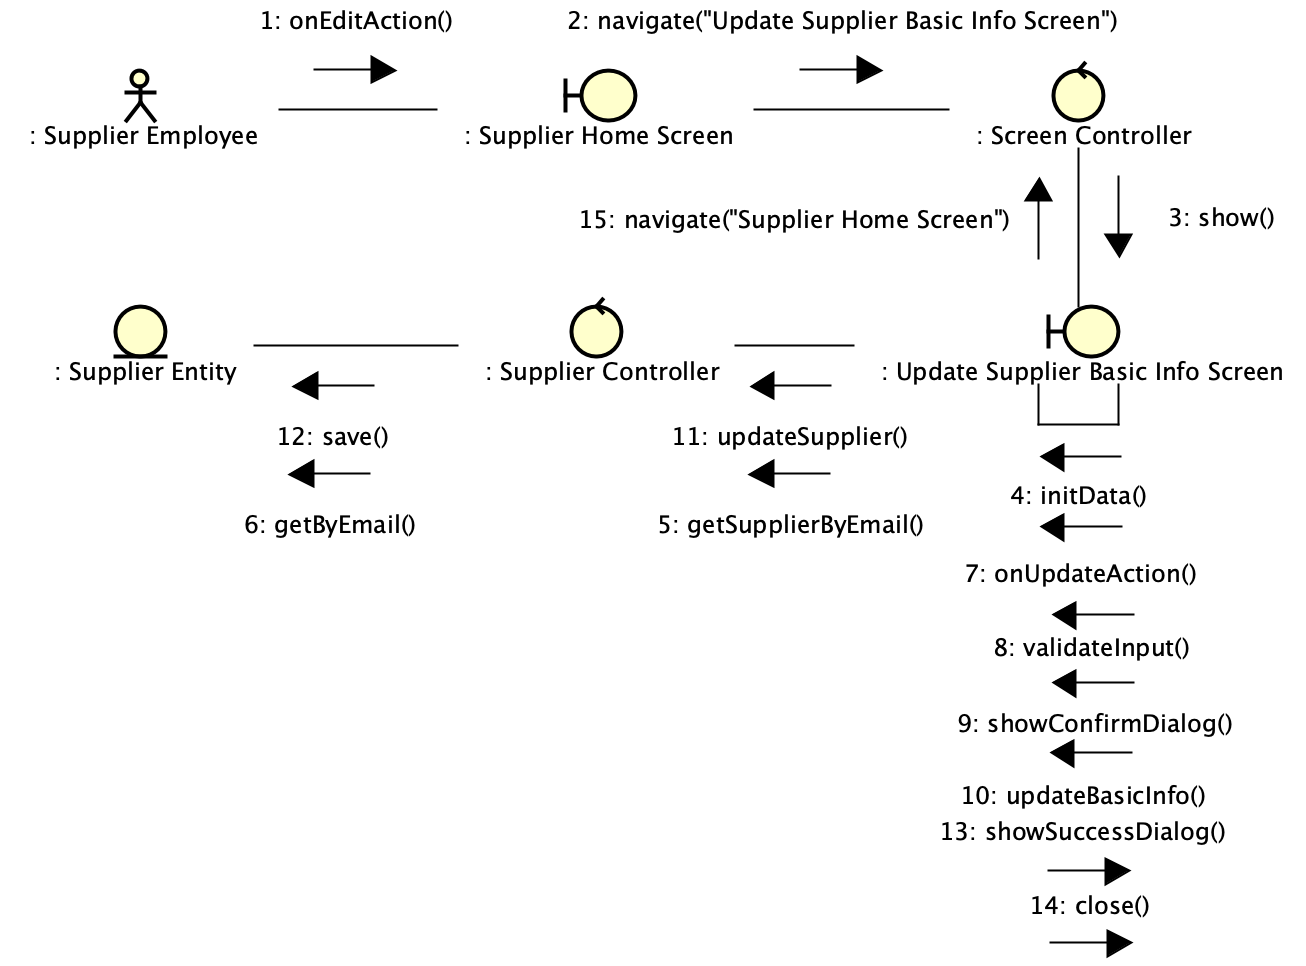 1: onEditAction()
2: navigate("Update Supplier Basic Info Screen")
: Supplier Employee
: Supplier Home Screen
: Screen Controller
15: navigate("Supplier Home Screen")
3: show()
: Supplier Entity
: Supplier Controller
: Update Supplier Basic Info Screen
12: save()
11: updateSupplier()
4: initData()
6: getByEmail()
5: getSupplierByEmail()
7: onUpdateAction()
8: validateInput()
9: showConfirmDialog()
10: updateBasicInfo()
13: showSuccessDialog()
14: close()